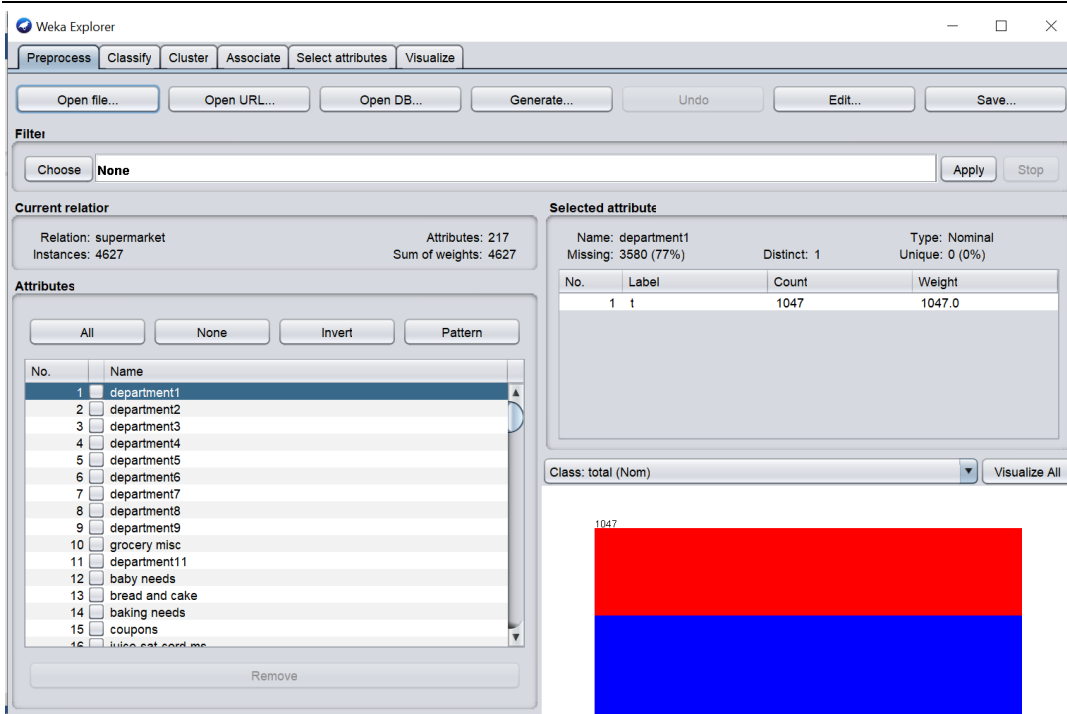 Weka Explorer
Preprocess Classify Cluster Associate Select attributes Visualize
Open file... Open URL... Open DB... Generate... Undo Edit... Save...
Filter
Choose None Apply Stop
Current relation
Relation: supermarket Attributes: 217
Instances: 4627 Sum of weights: 4627
Attributes
All None Invert Pattern
No. Name
1 department1
2 department2
3 department3
4 department4
5 department5
6 department6
7 department7
8 department8
9 department9
10 grocery misc
11 department11
12 baby needs
13 bread and cake
14 baking needs
15 coupons
16 juice-sat-cord-ms
Remove
Selected attribute
Name: department1 Type: Nominal
Missing: 3580 (77%) Distinct: 1 Unique: 0 (0%)
No. Label Count Weight
1 t 1047 1047.0
Class: total (Nom) Visualize All
1047